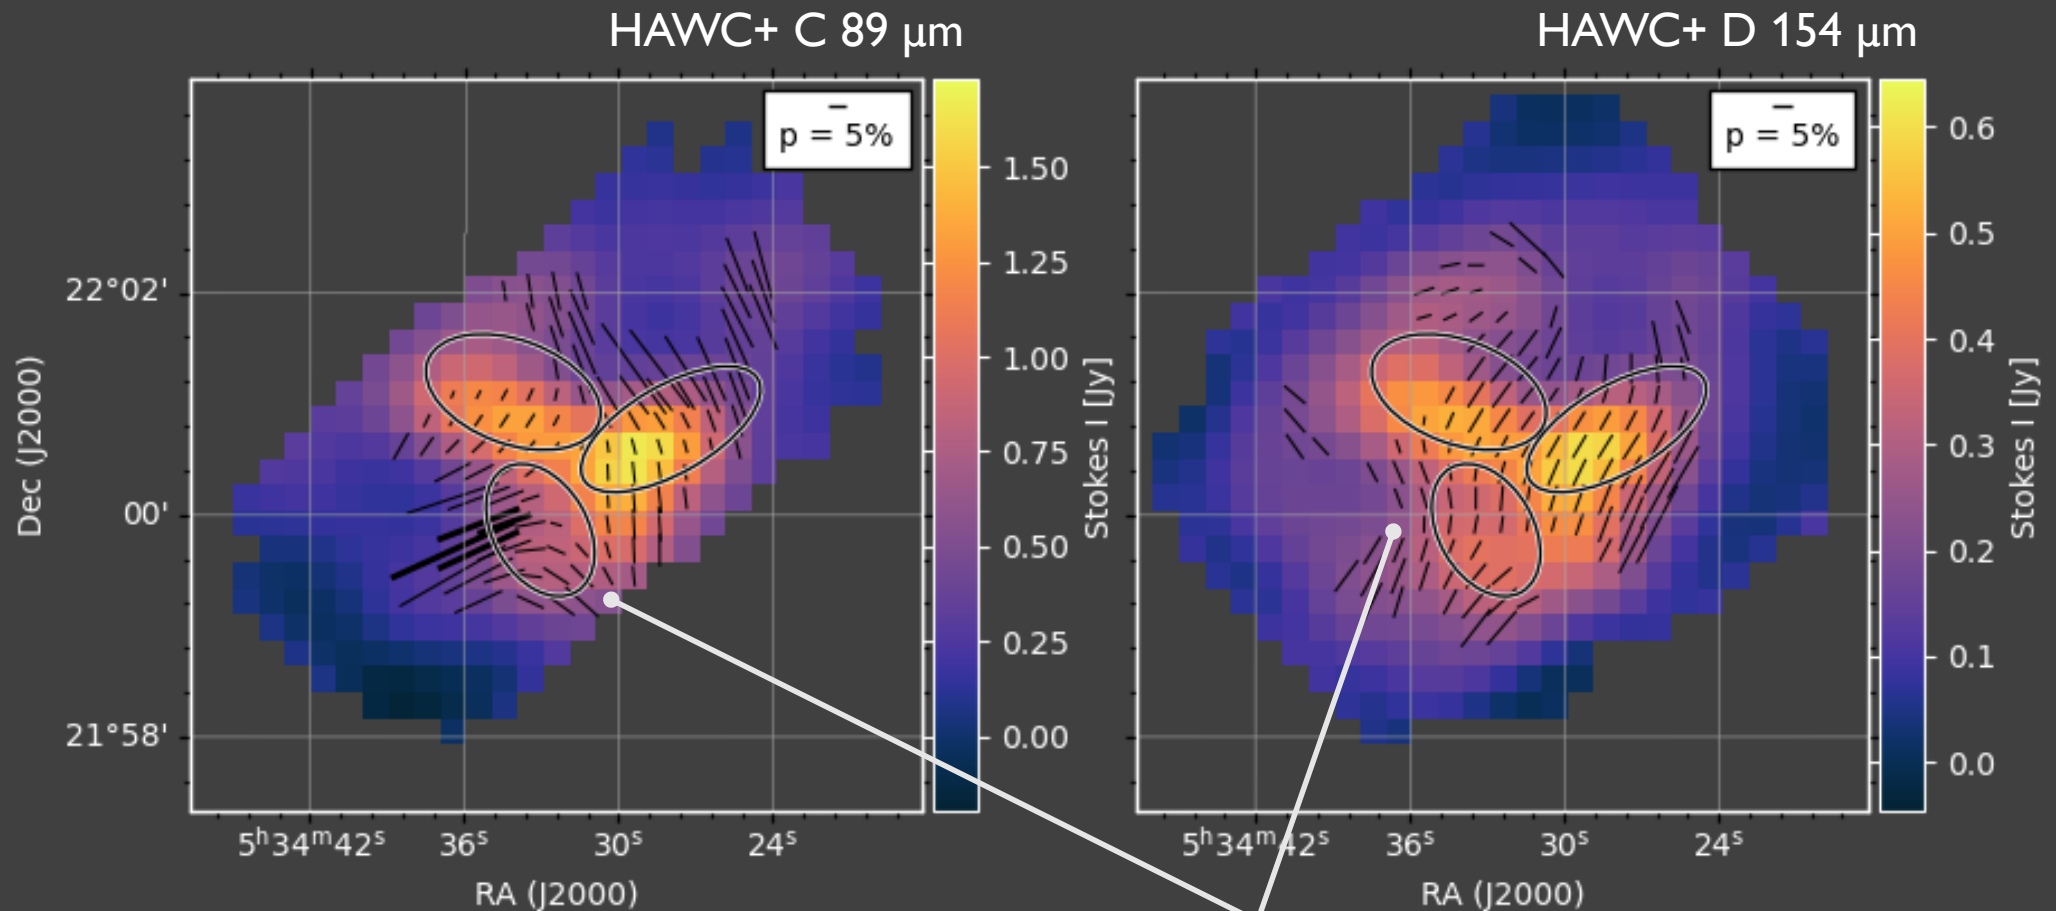 HAWC+ C 89 µm
HAWC+ D 154 µm
p = 5%
1.50
1.25
1.00
0.75
0.50
0.25
0.00
Stokes I [Jy]
22°02'
00'
21°58'
Dec (J2000)
5ʰ34ᵐ42ˢ
36ˢ
30ˢ
24ˢ
RA (J2000)
p = 5%
0.6
0.5
0.4
0.3
0.2
0.1
0.0
Stokes I [Jy]
5ʰ34ᵐ42ˢ
36ˢ
30ˢ
24ˢ
RA (J2000)